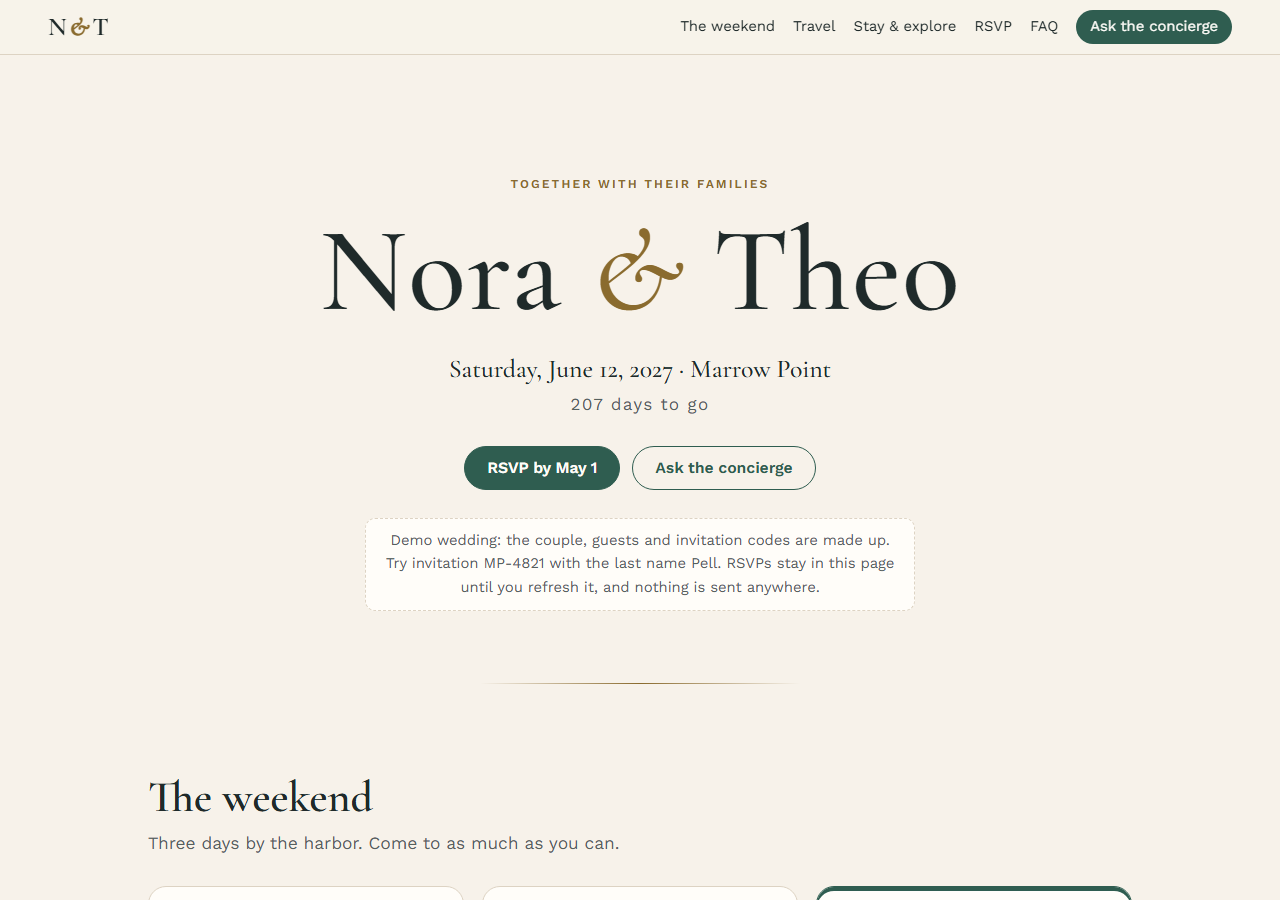 N & T
The weekend Travel Stay & explore RSVP FAQ Ask the concierge
TOGETHER WITH THEIR FAMILIES
Nora & Theo
Saturday, June 12, 2027 · Marrow Point
207 days to go
RSVP by May 1 Ask the concierge
Demo wedding: the couple, guests and invitation codes are made up.
Try invitation MP-4821 with the last name Pell. RSVPs stay in this page
until you refresh it, and nothing is sent anywhere.
The weekend
Three days by the harbor. Come to as much as you can.